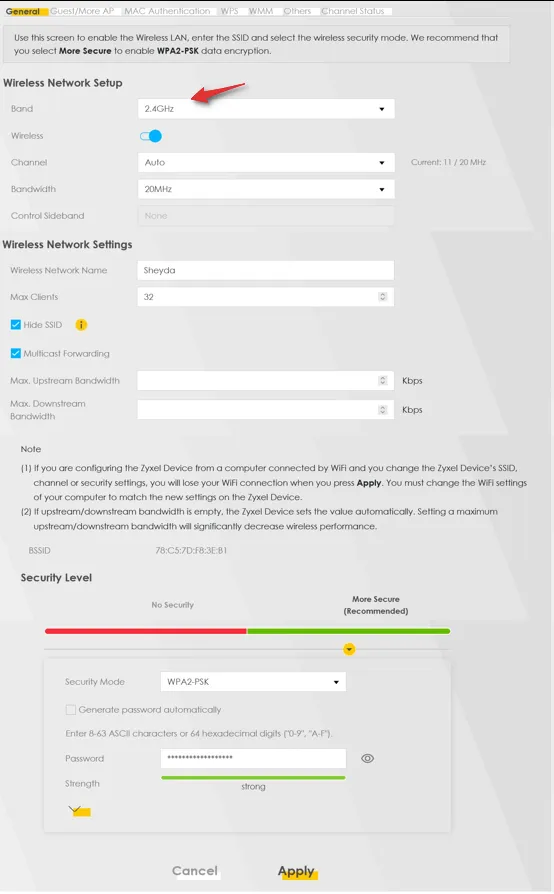 General Guest/More AP MAC Authentication WPS WMM Others Channel Status
Use this screen to enable the Wireless LAN, enter the SSID and select the wireless security mode. We recommend that
you select More Secure to enable WPA2-PSK data encryption.
Wireless Network Setup
Band 2.4GHz
Wireless
Channel Auto Current: 11 / 20 MHz
Bandwidth 20MHz
Control Sideband None
Wireless Network Settings
Wireless Network Name Sheyda
Max Clients 32
Hide SSID i
Multicast Forwarding
Max. Upstream Bandwidth Kbps
Max. Downstream
Bandwidth Kbps
Note
(1) If you are configuring the Zyxel Device from a computer connected by WiFi and you change the Zyxel Device's SSID,
channel or security settings, you will lose your WiFi connection when you press Apply. You must change the WiFi settings
of your computer to match the new settings on the Zyxel Device.
(2) If upstream/downstream bandwidth is empty, the Zyxel Device sets the value automatically. Setting a maximum
upstream/downstream bandwidth will significantly decrease wireless performance.
BSSID 78:C5:7D:F8:3E:B1
Security Level
No Security More Secure
(Recommended)
Security Mode WPA2-PSK
Generate password automatically
Enter 8-63 ASCII characters or 64 hexadecimal digits ("0-9", "A-F").
Password ******************
Strength
strong
Cancel Apply